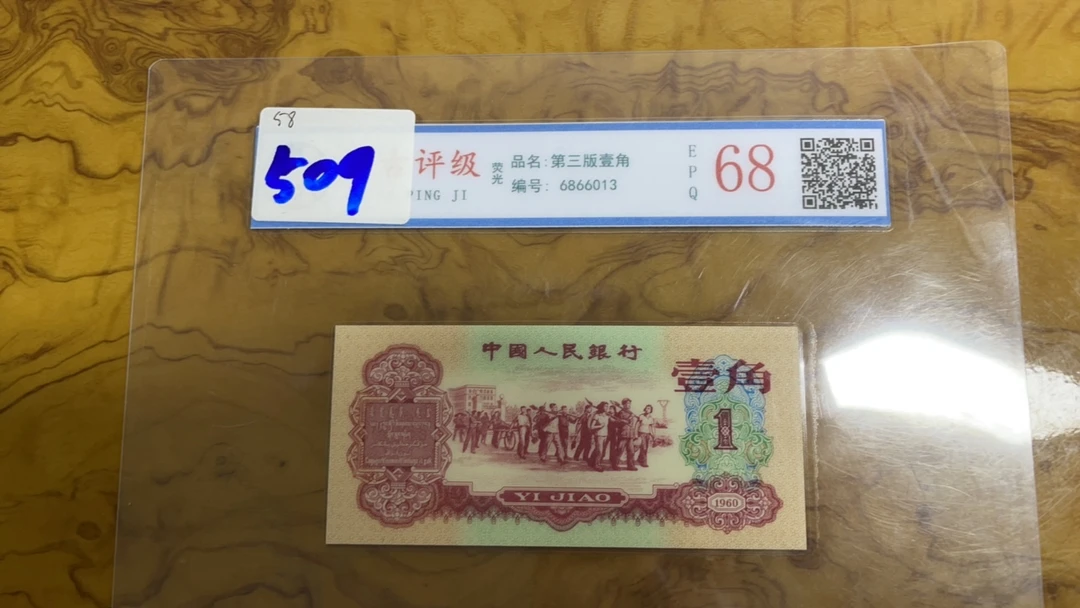 58
509
评级
PING JI
荧光
品名:第三版壹角
编号: 6866013
EPQ
68
中國人民銀行
壹角
1
YI JIAO
1960